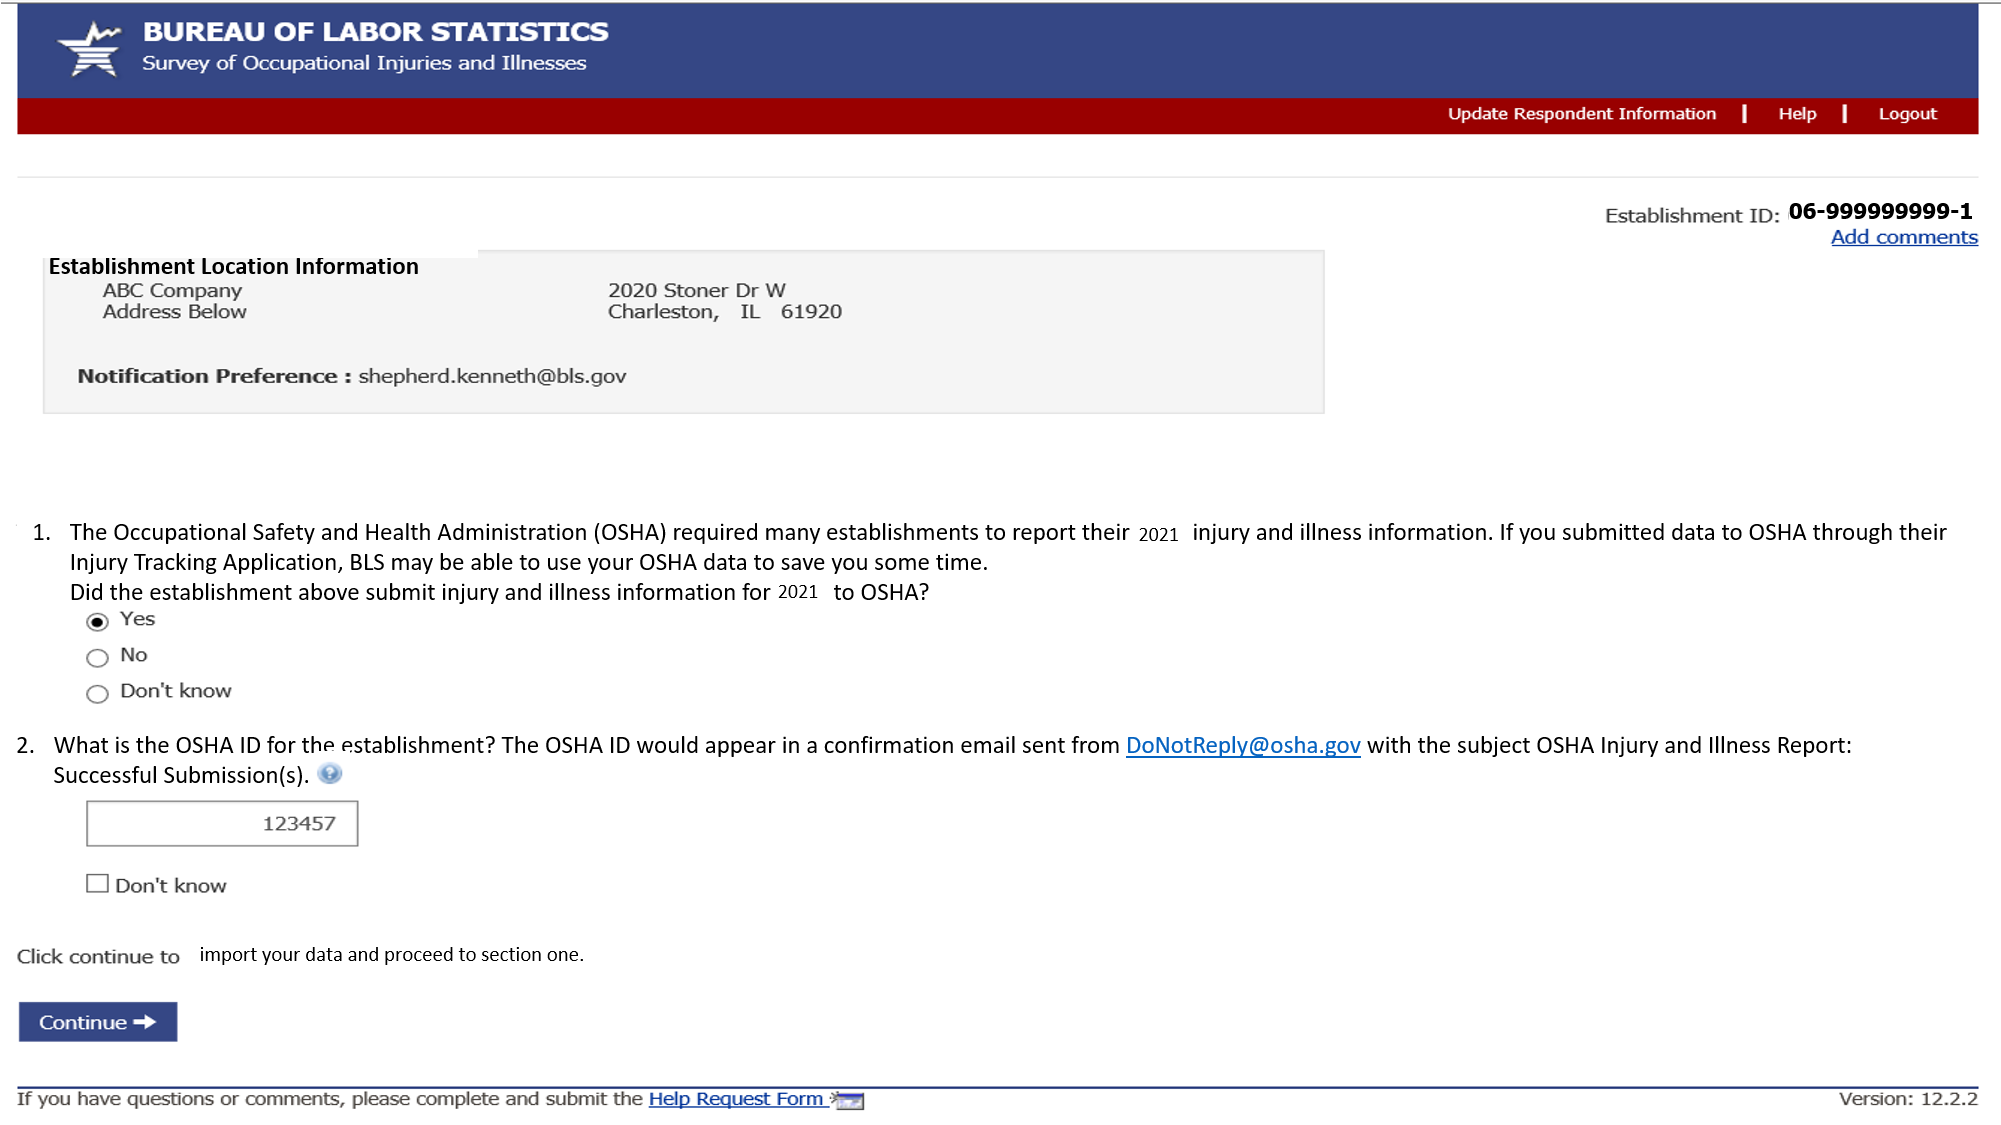 BUREAU OF LABOR STATISTICS
Survey of Occupational Injuries and Illnesses
Update Respondent Information | Help | Logout
Establishment ID: 06-999999999-1
Add comments
Establishment Location Information
ABC Company 2020 Stoner Dr W
Address Below Charleston, IL 61920
Notification Preference : shepherd.kenneth@bls.gov
1. The Occupational Safety and Health Administration (OSHA) required many establishments to report their 2021 injury and illness information. If you submitted data to OSHA through their
Injury Tracking Application, BLS may be able to use your OSHA data to save you some time.
Did the establishment above submit injury and illness information for 2021 to OSHA?
Yes
No
Don't know
2. What is the OSHA ID for the establishment? The OSHA ID would appear in a confirmation email sent from DoNotReply@osha.gov with the subject OSHA Injury and Illness Report:
Successful Submission(s). ?
123457
Don't know
Click continue to import your data and proceed to section one.
Continue
If you have questions or comments, please complete and submit the Help Request Form Version: 12.2.2